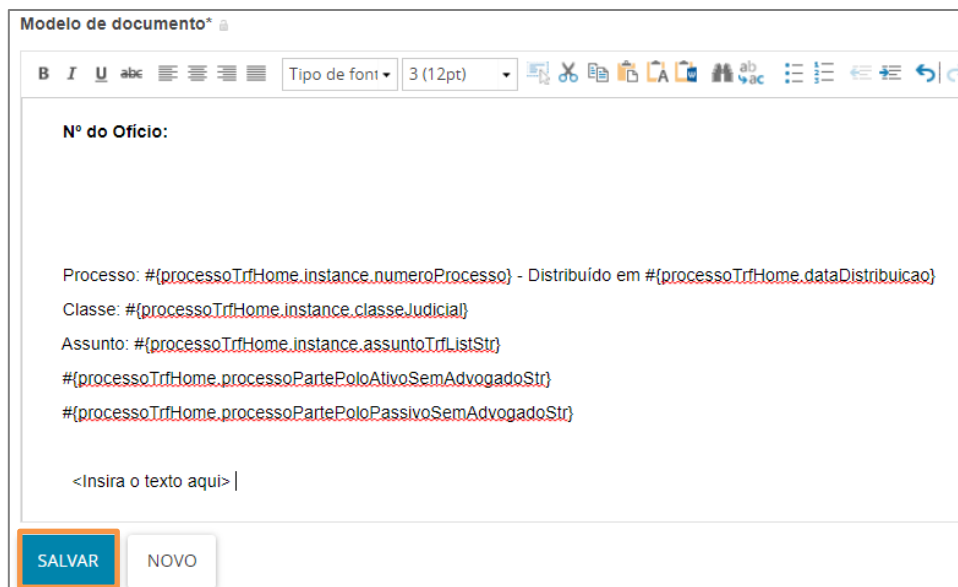 Modelo de documento*
B I U abc Tipo de font 3 (12pt)
Nº do Ofício:
Processo: #{processoTrfHome.instance.numeroProcesso} - Distribuído em #{processoTrfHome.dataDistribuicao}
Classe: #{processoTrfHome.instance.classeJudicial}
Assunto: #{processoTrfHome.instance.assuntoTrfListStr}
#{processoTrfHome.processoPartePoloAtivoSemAdvogadoStr}
#{processoTrfHome.processoPartePoloPassivoSemAdvogadoStr}
<Insira o texto aqui>
SALVAR NOVO